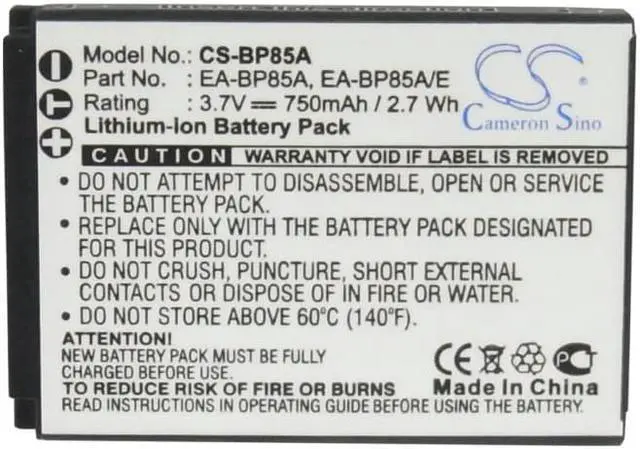 Model No.: CS-BP85A
Part No.: EA-BP85A, EA-BP85A/E
Rating : 3.7V⎓750mAh / 2.7 Wh
Lithium-Ion Battery Pack
CS
Cameron Sino
CAUTION WARRANTY VOID IF LABEL IS REMOVED
• DO NOT ATTEMPT TO DISASSEMBLE, OPEN OR SERVICE
THE BATTERY PACK.
• REPLACE ONLY WITH THE BATTERY PACK DESIGNATED
FOR YOUR EQUIPMENT.
• DO NOT CRUSH, PUNCTURE, SHORT EXTERNAL
CONTACTS OR DISPOSE OF IN FIRE OR WATER.
• DO NOT STORE ABOVE 60°C (140°F).
ATTENTION!
NEW BATTERY PACK MUST BE FULLY
CHARGED BEFORE USE.
TO REDUCE RISK OF FIRE OR BURNS
READ INSTRUCTIONS IN OPERATING GUIDE BEFORE USING BATTERY.
CE PCT
MADE IN CHINA